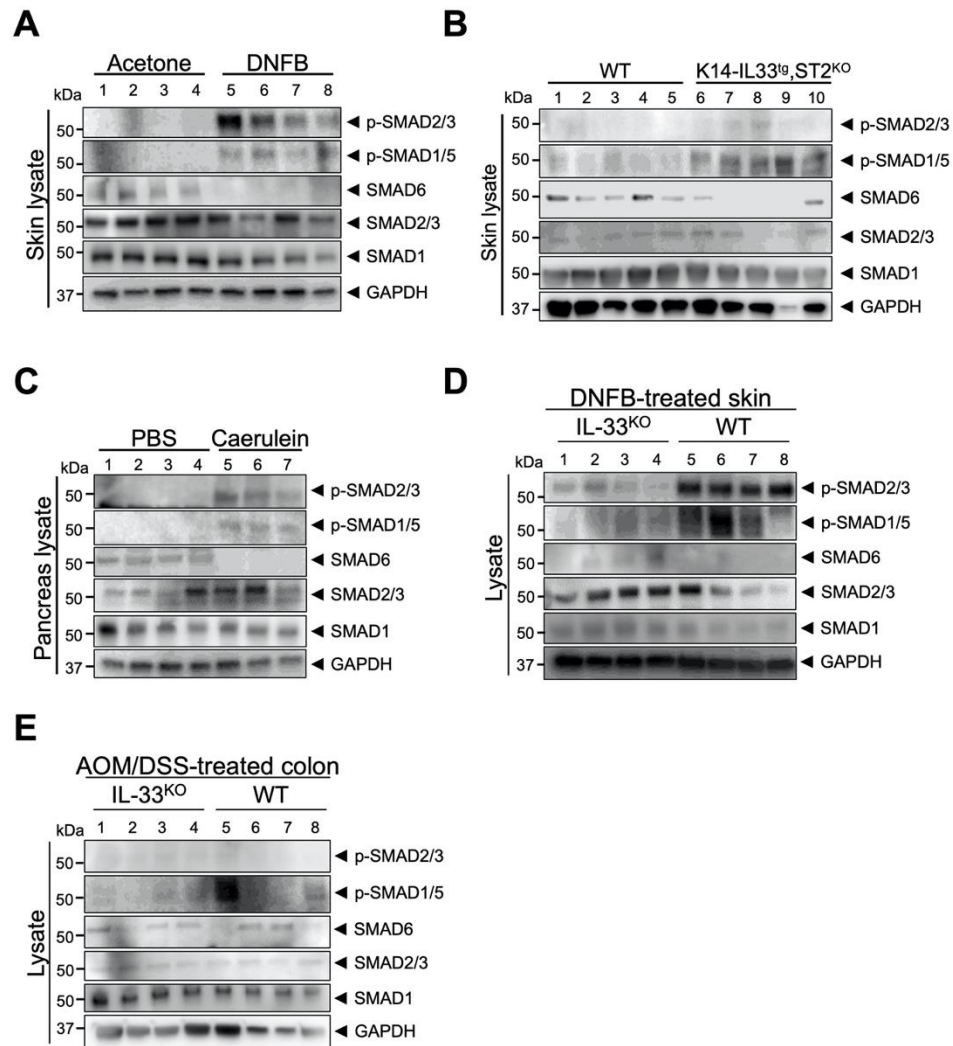 A
Acetone DNFB
kDa 1 2 3 4 5 6 7 8
50 p-SMAD2/3
50 p-SMAD1/5
50 SMAD6
50 SMAD2/3
50 SMAD1
37 GAPDH
Skin lysate
B
WT K14-IL33tg,ST2KO
kDa 1 2 3 4 5 6 7 8 9 10
50 p-SMAD2/3
50 p-SMAD1/5
50 SMAD6
50 SMAD2/3
50 SMAD1
37 GAPDH
Skin lysate
C
PBS Caerulein
kDa 1 2 3 4 5 6 7
50 p-SMAD2/3
50 p-SMAD1/5
50 SMAD6
50 SMAD2/3
50 SMAD1
37 GAPDH
Pancreas lysate
D
DNFB-treated skin
IL-33KO WT
kDa 1 2 3 4 5 6 7 8
50 p-SMAD2/3
50 p-SMAD1/5
50 SMAD6
50 SMAD2/3
50 SMAD1
37 GAPDH
Lysate
E
AOM/DSS-treated colon
IL-33KO WT
kDa 1 2 3 4 5 6 7 8
50 p-SMAD2/3
50 p-SMAD1/5
50 SMAD6
50 SMAD2/3
50 SMAD1
37 GAPDH
Lysate